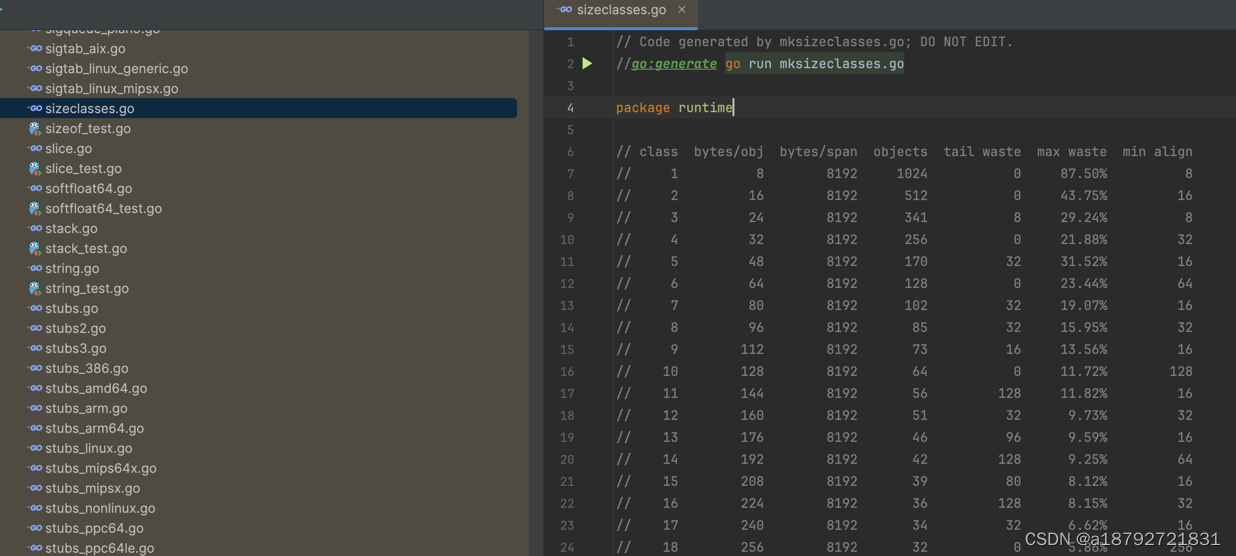 sigqueue_plan9.go
sigtab_aix.go
sigtab_linux_generic.go
sigtab_linux_mipsx.go
sizeclasses.go
sizeof_test.go
slice.go
slice_test.go
softfloat64.go
softfloat64_test.go
stack.go
stack_test.go
string.go
string_test.go
stubs.go
stubs2.go
stubs3.go
stubs_386.go
stubs_amd64.go
stubs_arm.go
stubs_arm64.go
stubs_linux.go
stubs_mips64x.go
stubs_mipsx.go
stubs_nonlinux.go
stubs_ppc64.go
stubs_ppc64le.go
sizeclasses.go ×
1 // Code generated by mksizeclasses.go; DO NOT EDIT.
2 //go:generate go run mksizeclasses.go
3
4 package runtime
5
6 // class bytes/obj bytes/span objects tail waste max waste min align
7 // 1 8 8192 1024 0 87.50% 8
8 // 2 16 8192 512 0 43.75% 16
9 // 3 24 8192 341 8 29.24% 8
10 // 4 32 8192 256 0 21.88% 32
11 // 5 48 8192 170 32 31.52% 16
12 // 6 64 8192 128 0 23.44% 64
13 // 7 80 8192 102 32 19.07% 16
14 // 8 96 8192 85 32 15.95% 32
15 // 9 112 8192 73 16 13.56% 16
16 // 10 128 8192 64 0 11.72% 128
17 // 11 144 8192 56 128 11.82% 16
18 // 12 160 8192 51 32 9.73% 32
19 // 13 176 8192 46 96 9.59% 16
20 // 14 192 8192 42 128 9.25% 64
21 // 15 208 8192 39 80 8.12% 16
22 // 16 224 8192 36 128 8.15% 32
23 // 17 240 8192 34 32 6.62% 16
24 // 18 256 8192 32 0 5.86% 256
CSDN @a18792721831